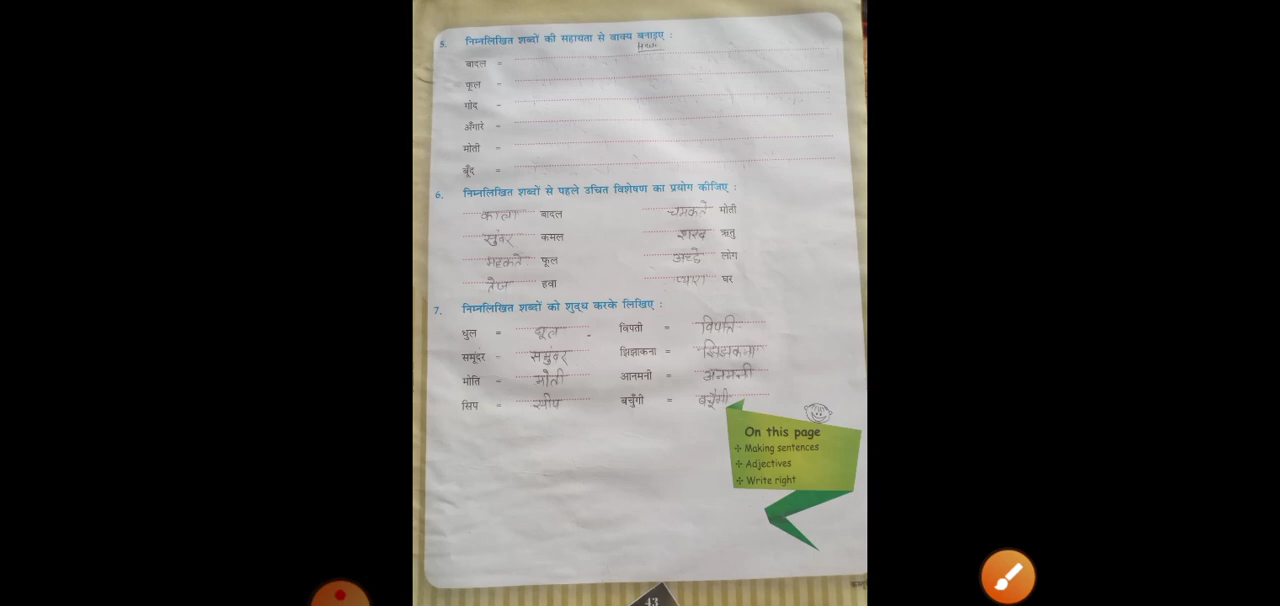 5. निम्नलिखित शब्दों की सहायता से वाक्य बनाइए :
बादल =
फूल -
गोद -
अँगारे -
मोती =
बूँद =
6. निम्नलिखित शब्दों से पहले उचित विशेषण का प्रयोग कीजिए :
काला बादल चमकते मोती
सुंदर कमल शरद ऋतु
महकते फूल अच्छे लोग
तेज हवा प्यारा घर
7. निम्नलिखित शब्दों को शुद्ध करके लिखिए :
धुल = धूल - विपती = विपत्ति
समूंदर - समुंदर झिझाकना = झिझकना
मोति - मोती आनमनी = अनमनी
सिप = सीप बचुँगी = बचूँगी
On this page
Making sentences
Adjectives
Write right
43